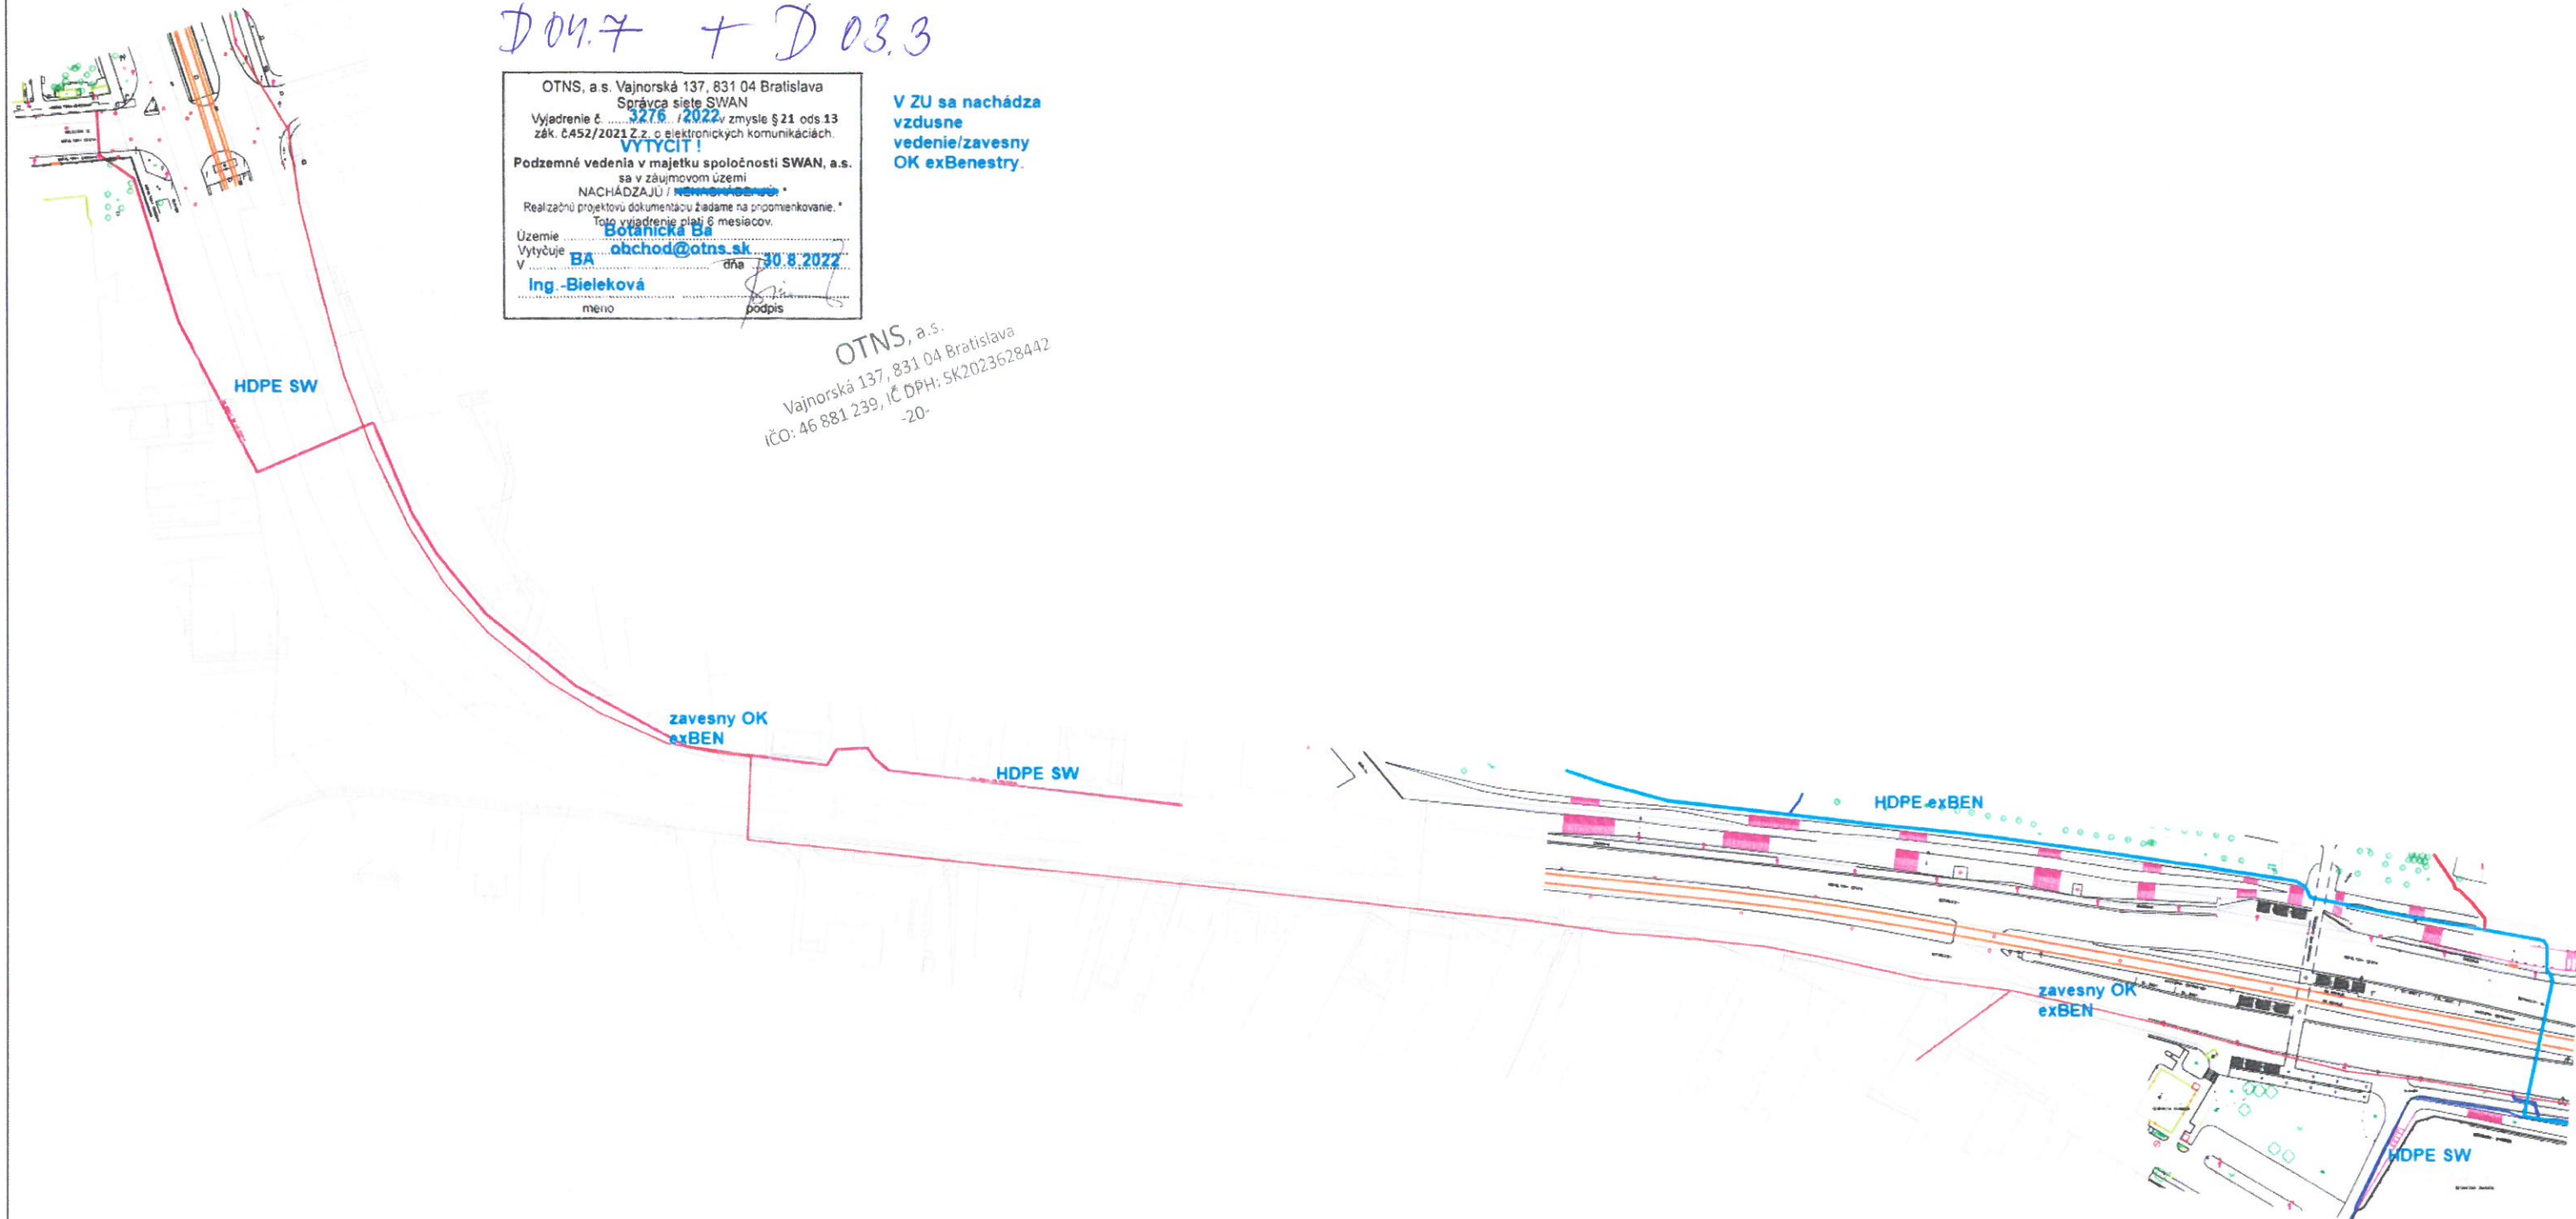 D 04.7 + D 03.3
OTNS, a.s. Vajnorská 137, 831 04 Bratislava
Správca siete SWAN
Vyjadrenie č. ......3276.. / 2022 v zmysle § 21 ods.13
zák. č.452/2021 Z.z. o elektronických komunikáciách.
VYTYCIT !
Podzemné vedenia v majetku spoločnosti SWAN, a.s.
sa v záujmovom území
NACHÁDZAJÚ / NENACHÁDZAJÚ *
Realizačnú projektovú dokumentáciu žiadame na pripomienkovanie. *
Toto vyjadrenie platí 6 mesiacov.
Územie Botanická Ba
Vytyčuje obchod@otns.sk
V BA dňa 30.8.2022
Ing.-Bieleková
meno podpis
V ZU sa nachádza
vzdusne
vedenie/zavesny
OK exBenestry.
OTNS, a.s.
Vajnorská 137, 831 04 Bratislava
IČO: 46 881 239, IČ DPH: SK2023628442
-20-
HDPE SW
zavesny OK
exBEN
HDPE SW
HDPE exBEN
zavesny OK
exBEN
HDPE SW